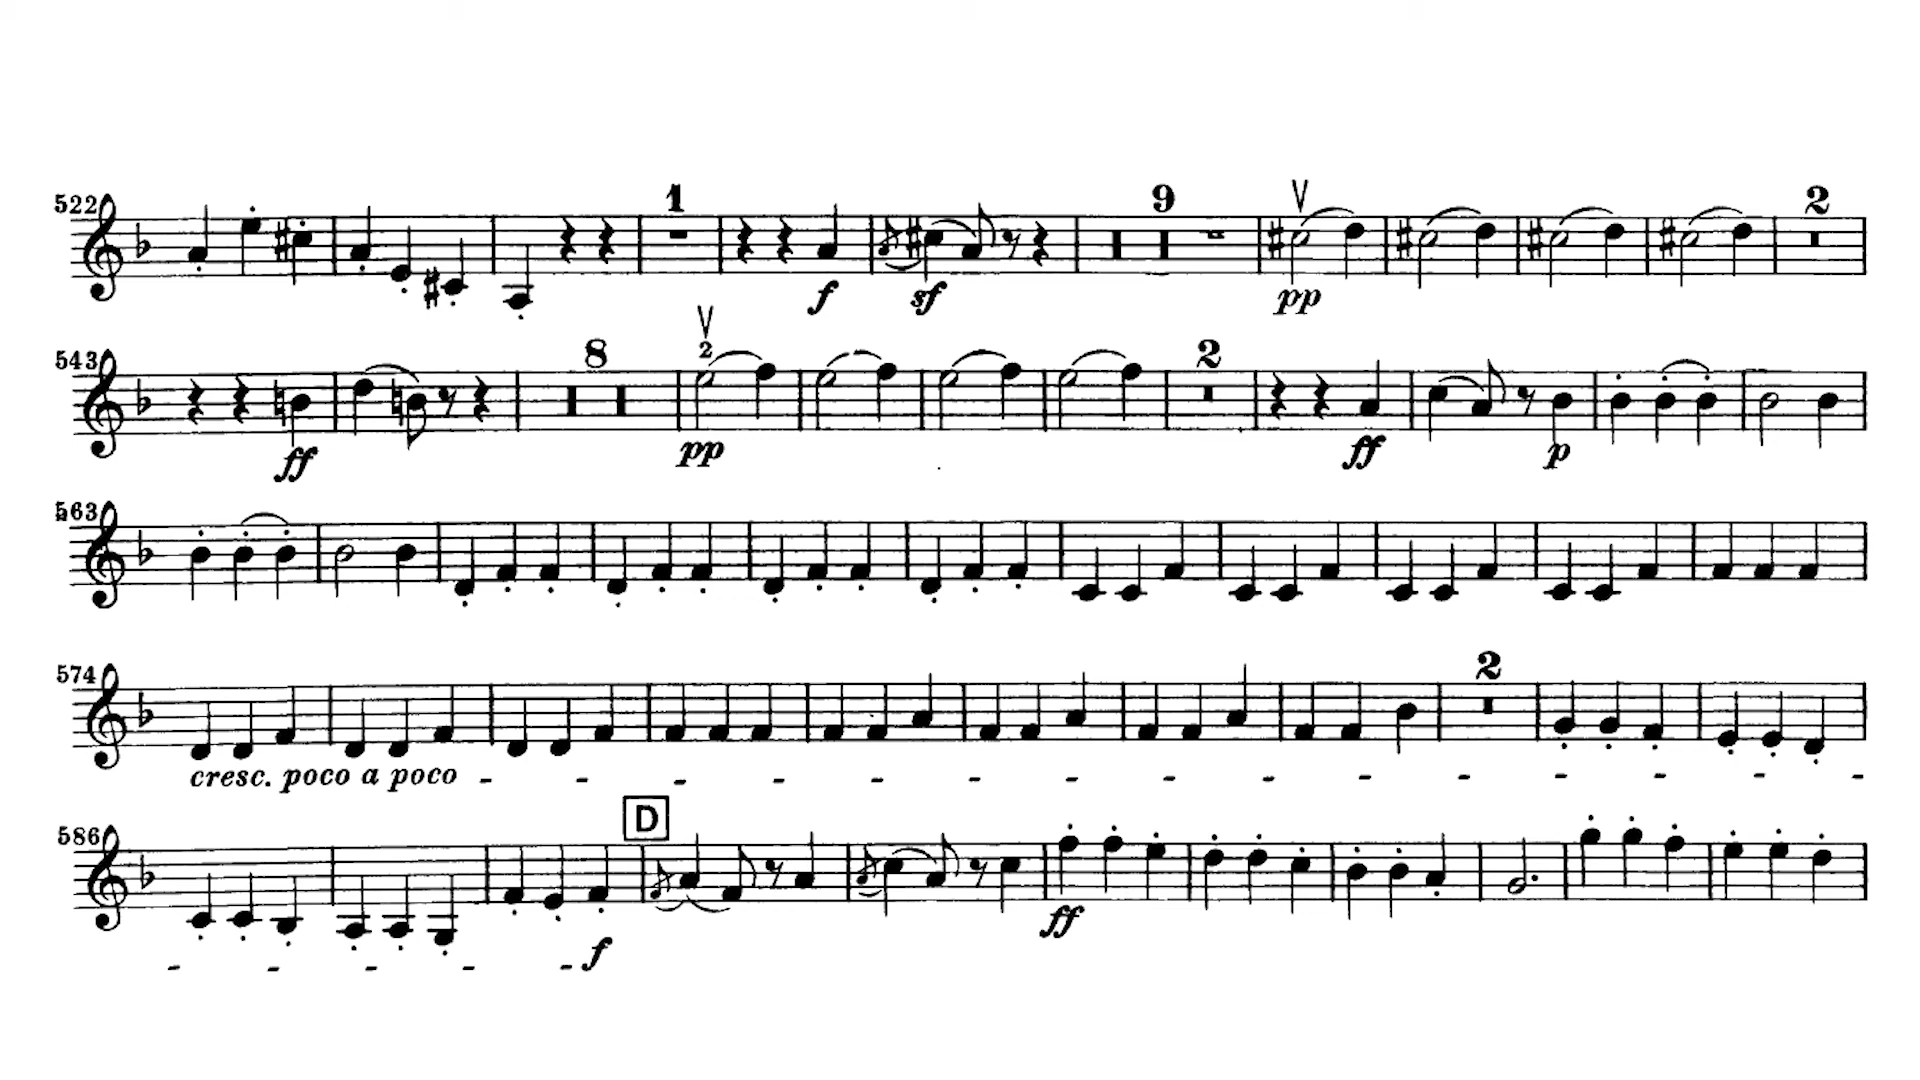 522 1 9 2
f sf pp
543 8 2 2
ff pp ff p
563
574 2
cresc. poco a poco
586 D
ff
f